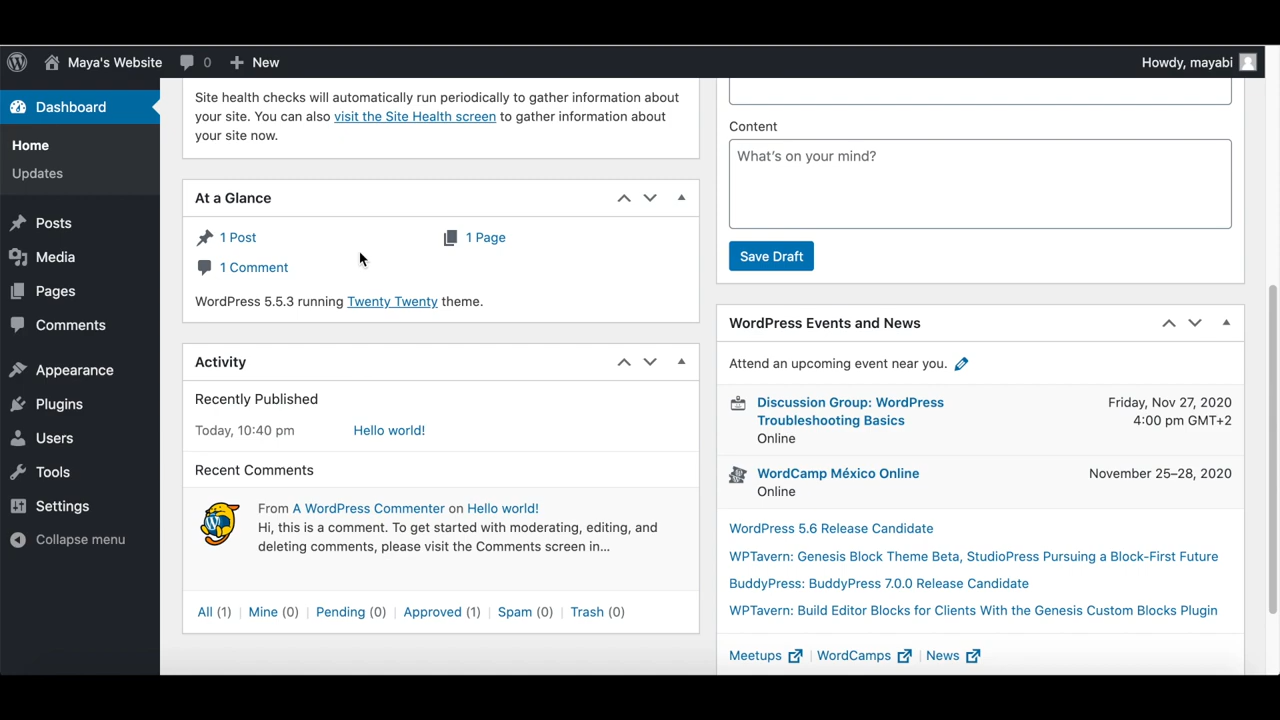 Maya's Website 0 New Howdy, mayabi
Dashboard
Home
Updates
Posts
Media
Pages
Comments
Appearance
Plugins
Users
Tools
Settings
Collapse menu
Site health checks will automatically run periodically to gather information about
your site. You can also visit the Site Health screen to gather information about
your site now.
At a Glance
1 Post 1 Page
1 Comment
WordPress 5.5.3 running Twenty Twenty theme.
Activity
Recently Published
Today, 10:40 pm Hello world!
Recent Comments
From A WordPress Commenter on Hello world!
Hi, this is a comment. To get started with moderating, editing, and
deleting comments, please visit the Comments screen in...
All (1) | Mine (0) | Pending (0) | Approved (1) | Spam (0) | Trash (0)
Content
What's on your mind?
Save Draft
WordPress Events and News
Attend an upcoming event near you.
Discussion Group: WordPress Friday, Nov 27, 2020
Troubleshooting Basics 4:00 pm GMT+2
Online
WordCamp México Online November 25–28, 2020
Online
WordPress 5.6 Release Candidate
WPTavern: Genesis Block Theme Beta, StudioPress Pursuing a Block-First Future
BuddyPress: BuddyPress 7.0.0 Release Candidate
WPTavern: Build Editor Blocks for Clients With the Genesis Custom Blocks Plugin
Meetups | WordCamps | News